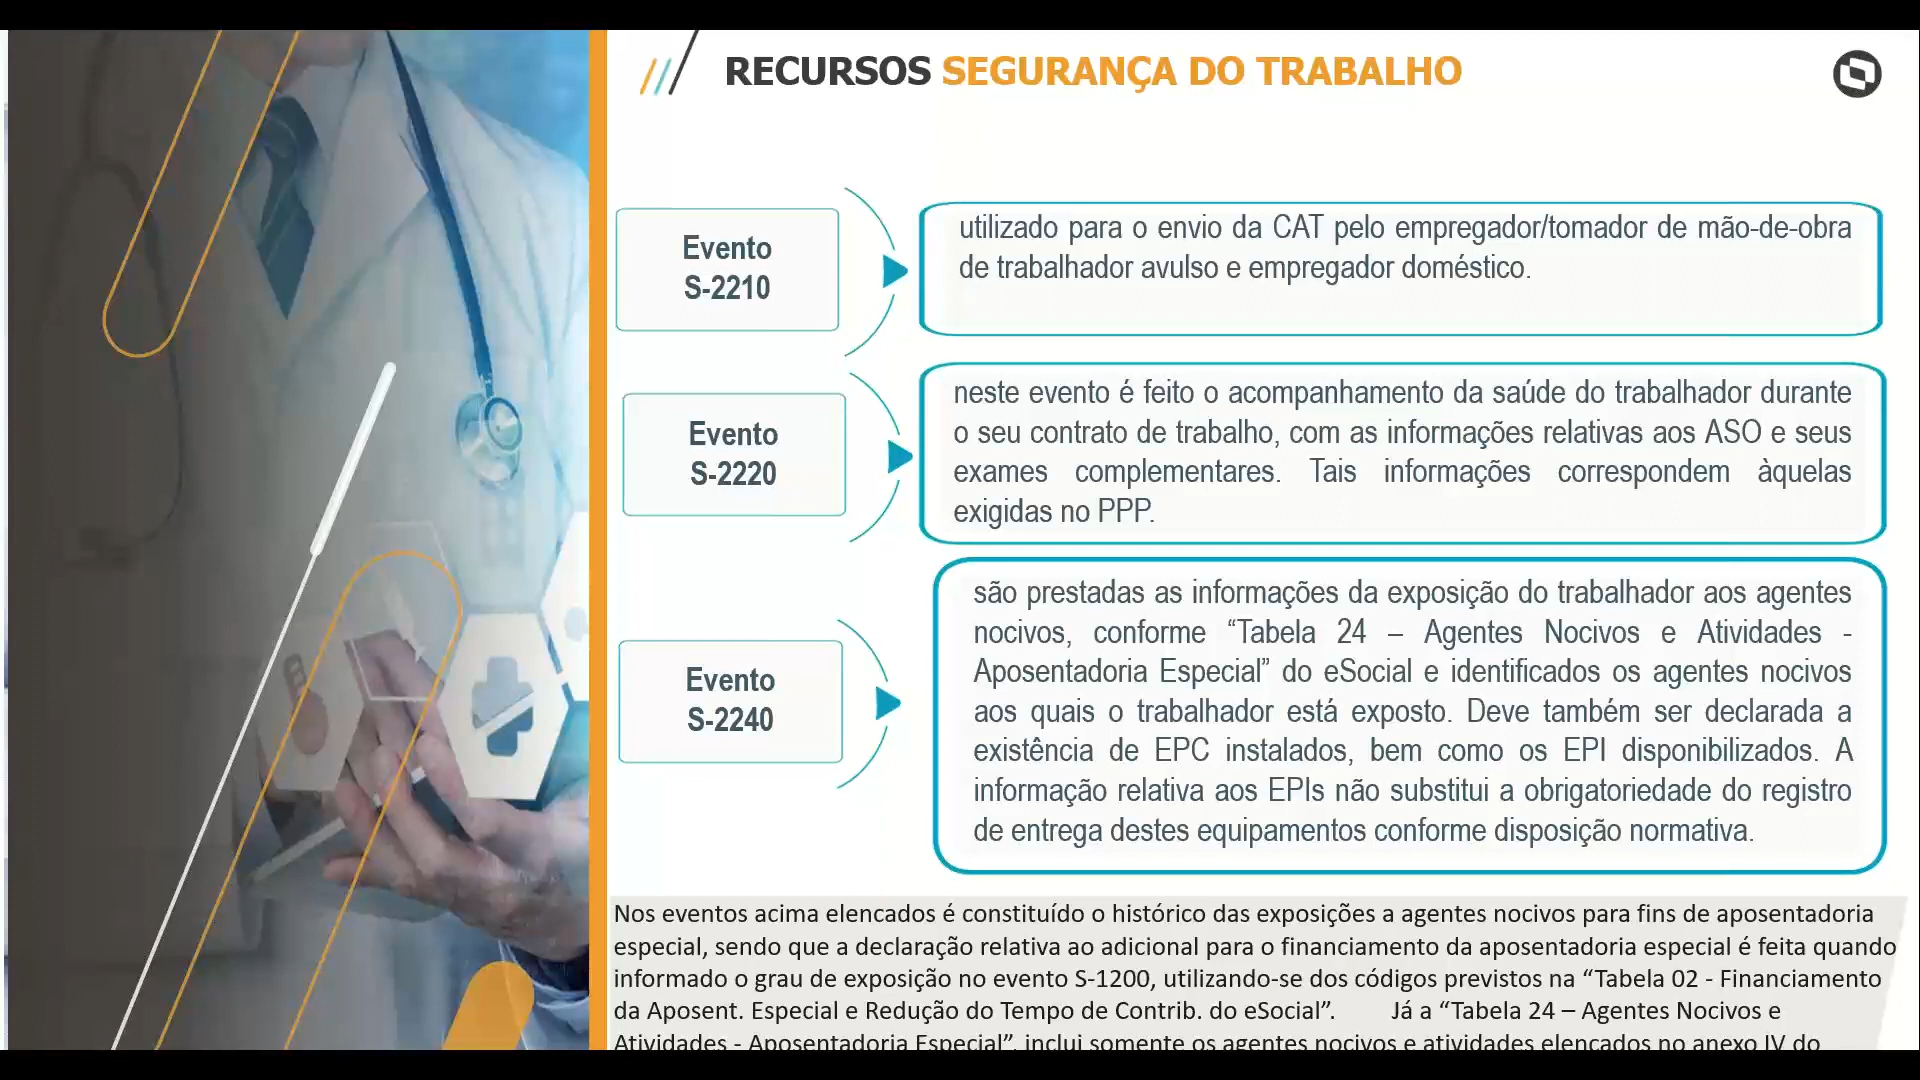 RECURSOS SEGURANÇA DO TRABALHO
Evento
S-2210
utilizado para o envio da CAT pelo empregador/tomador de mão-de-obra
de trabalhador avulso e empregador doméstico.
Evento
S-2220
neste evento é feito o acompanhamento da saúde do trabalhador durante
o seu contrato de trabalho, com as informações relativas aos ASO e seus
exames complementares. Tais informações correspondem àquelas
exigidas no PPP.
Evento
S-2240
são prestadas as informações da exposição do trabalhador aos agentes
nocivos, conforme “Tabela 24 – Agentes Nocivos e Atividades -
Aposentadoria Especial” do eSocial e identificados os agentes nocivos
aos quais o trabalhador está exposto. Deve também ser declarada a
existência de EPC instalados, bem como os EPI disponibilizados. A
informação relativa aos EPIs não substitui a obrigatoriedade do registro
de entrega destes equipamentos conforme disposição normativa.
Nos eventos acima elencados é constituído o histórico das exposições a agentes nocivos para fins de aposentadoria
especial, sendo que a declaração relativa ao adicional para o financiamento da aposentadoria especial é feita quando
informado o grau de exposição no evento S-1200, utilizando-se dos códigos previstos na “Tabela 02 - Financiamento
da Aposent. Especial e Redução do Tempo de Contrib. do eSocial”. Já a “Tabela 24 – Agentes Nocivos e
Atividades - Aposentadoria Especial”, inclui somente os agentes nocivos e atividades elencados no anexo IV do